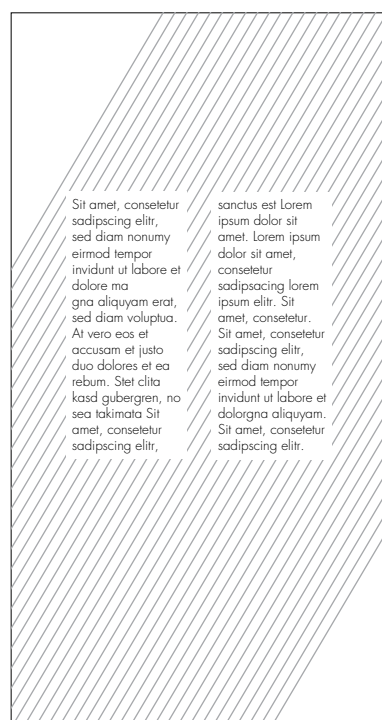 Sit amet, consetetur
sadipscing elitr,
sed diam nonumy
eirmod tempor
invidunt ut labore et
dolore ma
gna aliquyam erat,
sed diam voluptua.
At vero eos et
accusam et justo
duo dolores et ea
rebum. Stet clita
kasd gubergren, no
sea takimata Sit
amet, consetetur
sadipscing elitr,
sanctus est Lorem
ipsum dolor sit
amet. Lorem ipsum
dolor sit amet,
consetetur
sadipsacing lorem
ipsum elitr. Sit
amet, consetetur.
Sit amet, consetetur
sadipscing elitr,
sed diam nonumy
eirmod tempor
invidunt ut labore et
dolorgna aliquyam.
Sit amet, consetetur
sadipscing elitr.